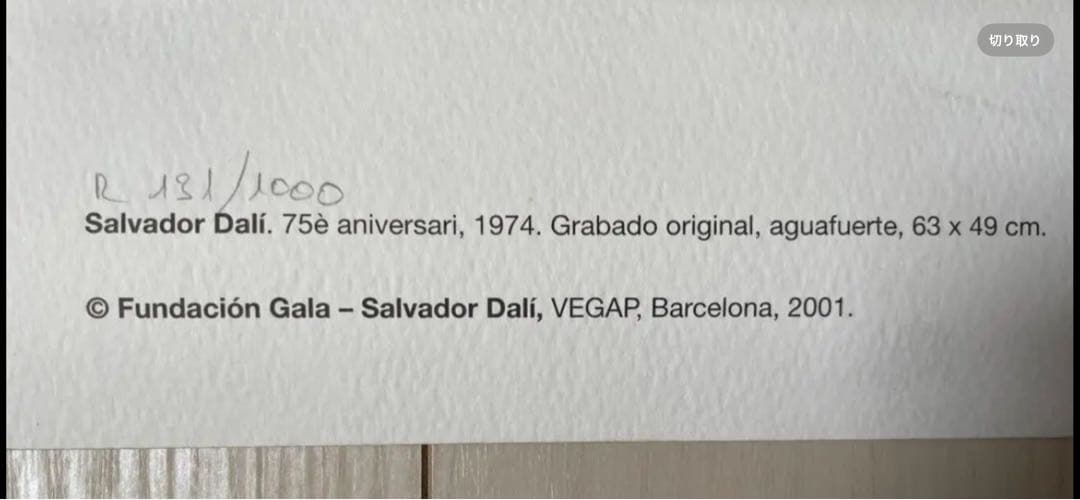 切り取り
R 131/1000
Salvador Dalí. 75è aniversari, 1974. Grabado original, aguafuerte, 63 x 49 cm.
© Fundación Gala – Salvador Dalí, VEGAP, Barcelona, 2001.